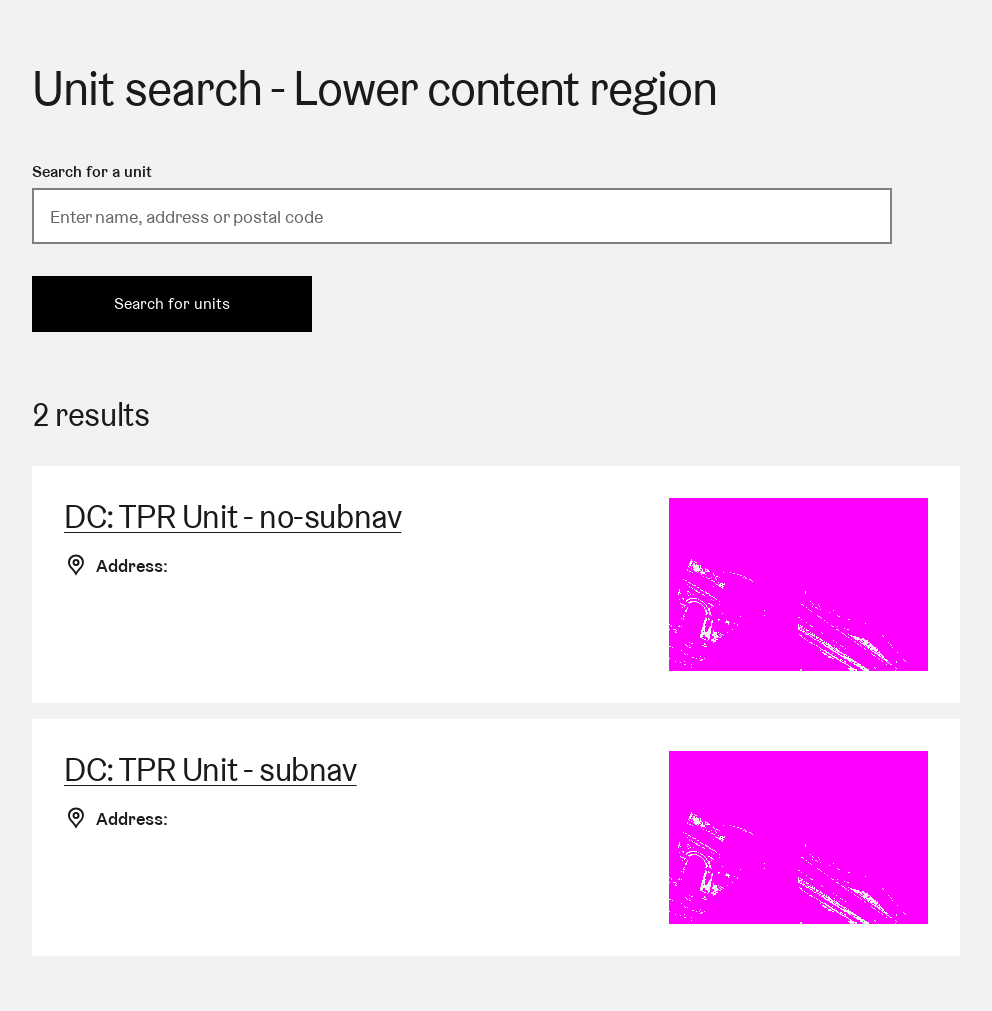 Unit search - Lower content region
Search for a unit
Enter name, address or postal code
Search for units
2 results
DC: TPR Unit - no-subnav
Address:
DC: TPR Unit - subnav
Address: